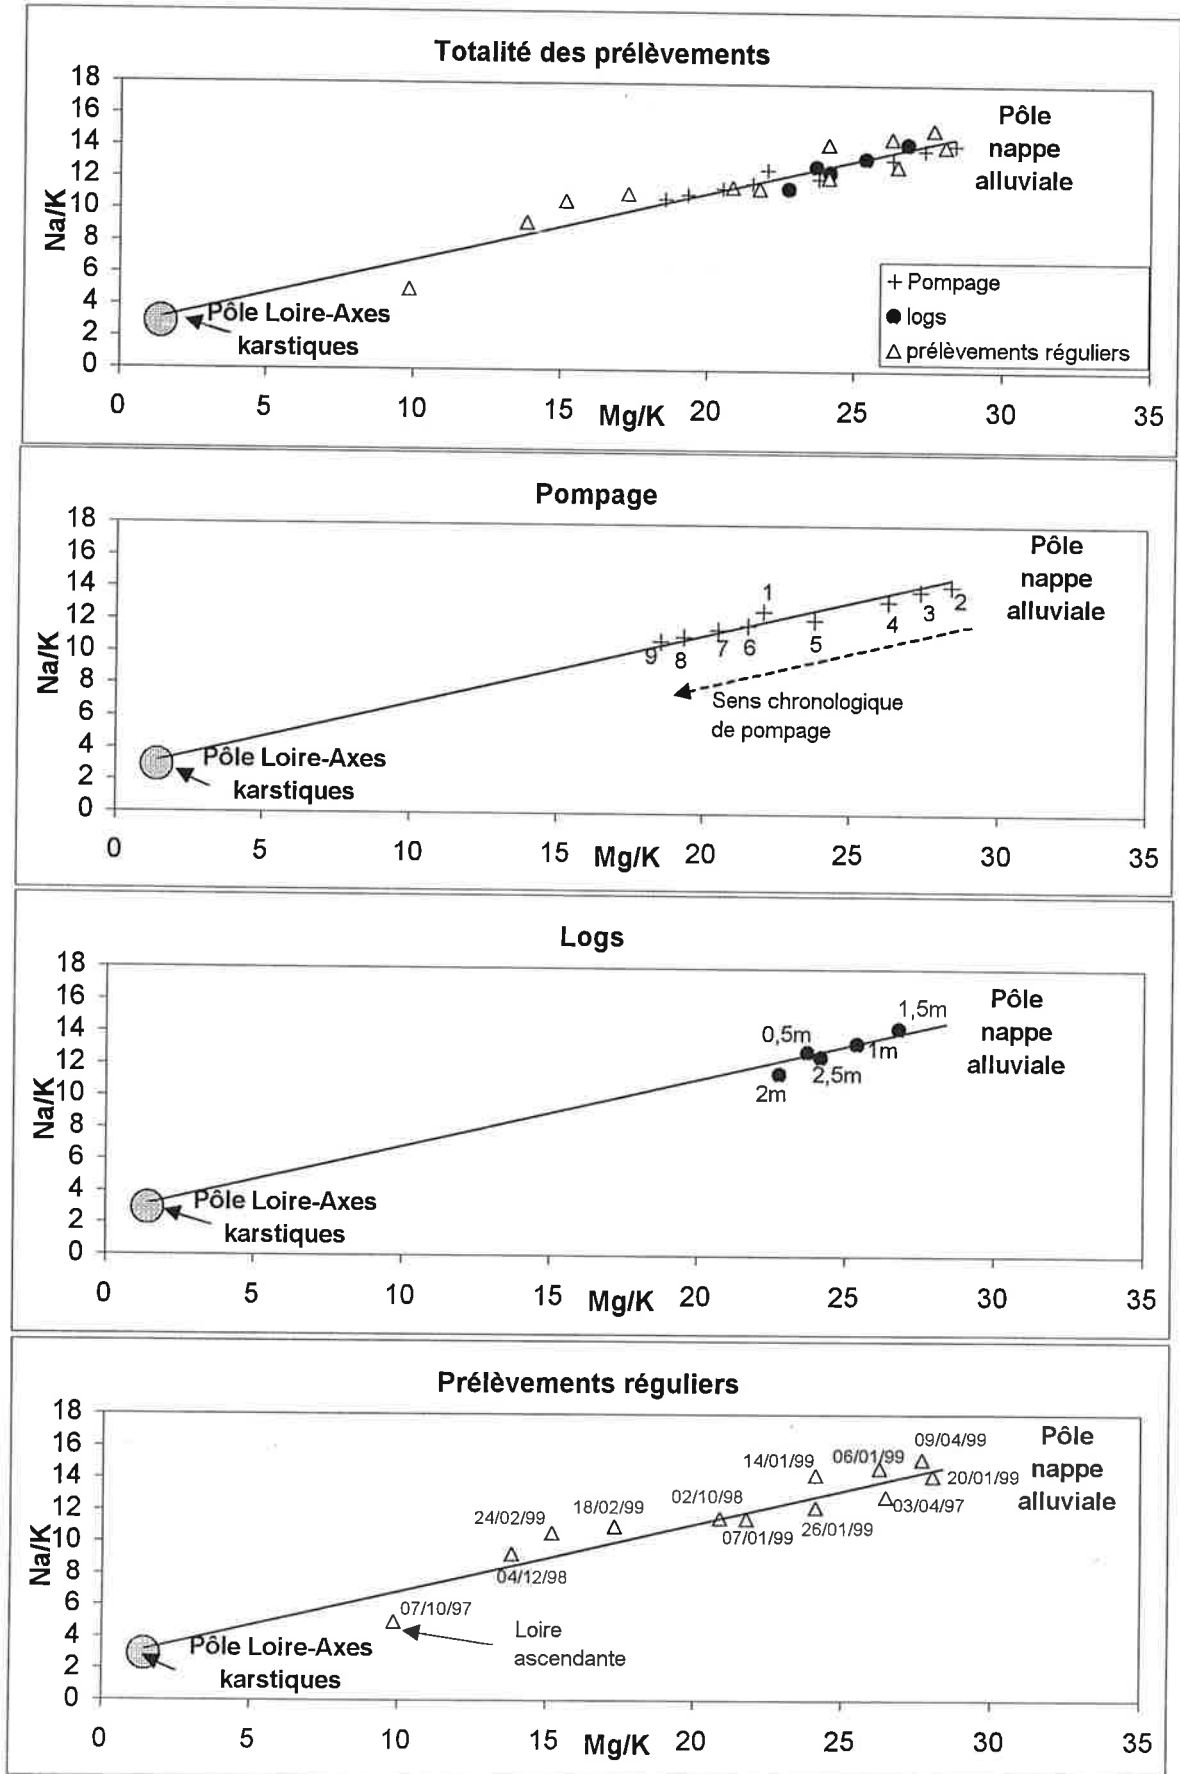 Totalité des prélèvements
18
16
14
12
10
8
6
4
2
0
Na/K
Pôle
nappe
alluviale
Pôle Loire-Axes
karstiques
Pompage
logs
prélèvements réguliers
0
5
10
15
Mg/K
20
25
30
35
Pompage
18
16
14
12
10
8
6
4
2
0
Na/K
Pôle
nappe
alluviale
1
2
3
4
5
6
7
8
9
Sens chronologique
de pompage
Pôle Loire-Axes
karstiques
0
5
10
15
Mg/K
20
25
30
35
Logs
18
16
14
12
10
8
6
4
2
0
Na/K
Pôle
nappe
alluviale
1,5m
0,5m
1m
2,5m
2m
Pôle Loire-Axes
karstiques
0
5
10
15
Mg/K
20
25
30
35
Prélèvements réguliers
18
16
14
12
10
8
6
4
2
0
Na/K
Pôle
nappe
alluviale
09/04/99
06/01/99
14/01/99
20/01/99
03/04/97
02/10/98
18/02/99
24/02/99
07/01/99
26/01/99
04/12/98
07/10/97
Loire
ascendante
Pôle Loire-Axes
karstiques
0
5
10
15
Mg/K
20
25
30
35